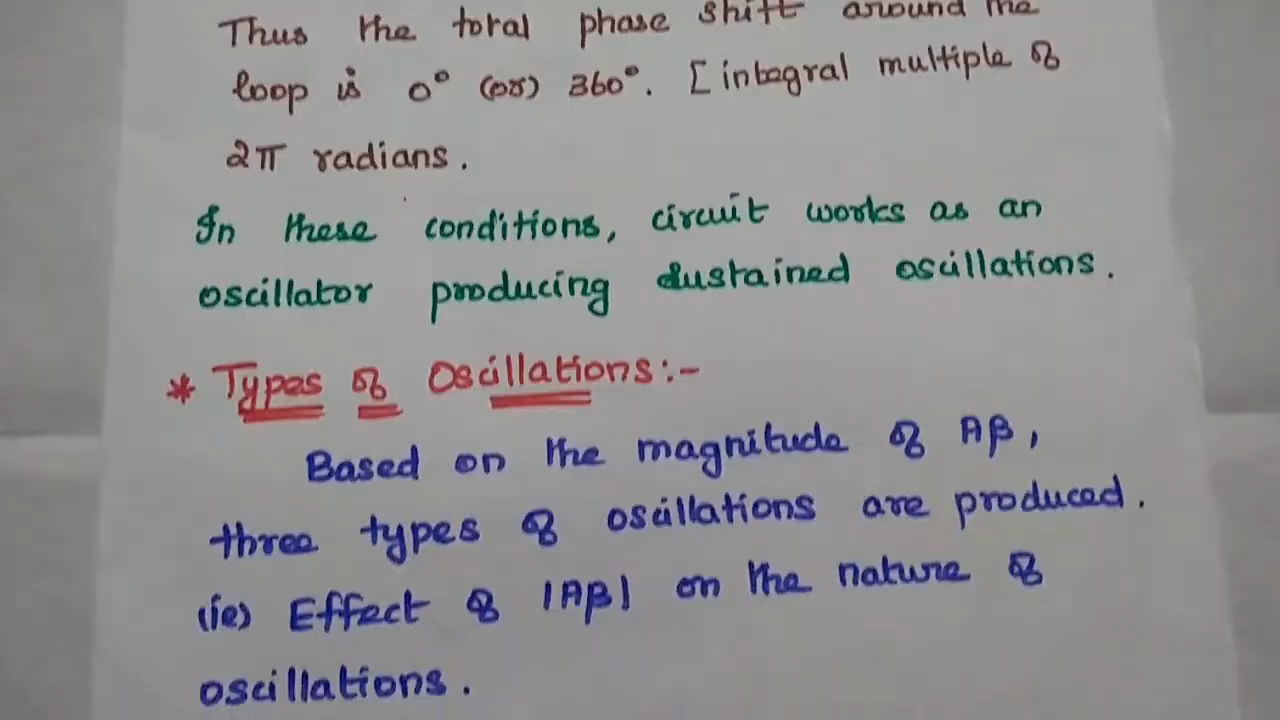 Thus the total phase shift around the
loop is 0° (or) 360°. [integral multiple of
2π radians.
In these conditions, circuit works as an
oscillator producing sustained oscillations.
* Types of Oscillations:-
Based on the magnitude of Aβ,
three types of oscillations are produced.
(ie) Effect of |Aβ| on the nature of
oscillations.